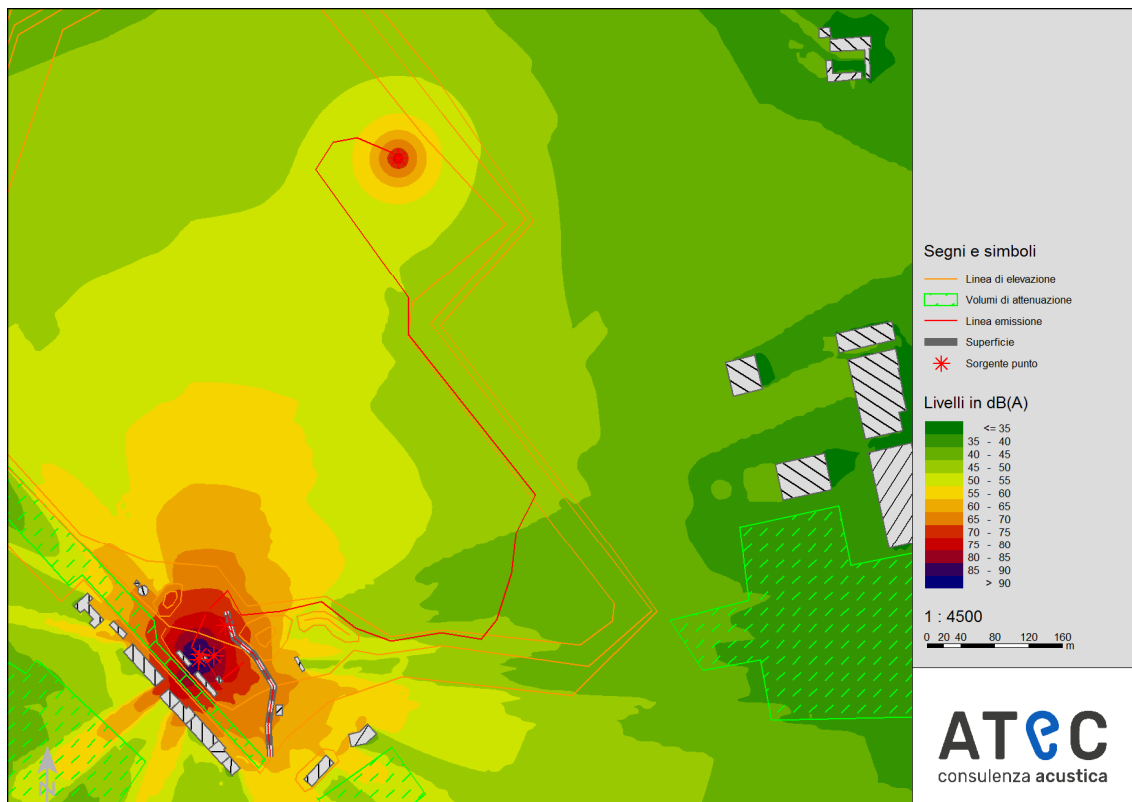 Segni e simboli
Linea di elevazione
Volumi di attenuazione
Linea emissione
Superficie
Sorgente punto
Livelli in dB(A)
<= 35
35 - 40
40 - 45
45 - 50
50 - 55
55 - 60
60 - 65
65 - 70
70 - 75
75 - 80
80 - 85
85 - 90
> 90
1 : 4500
0 20 40 80 120 160
m
N
ATEC
consulenza acustica